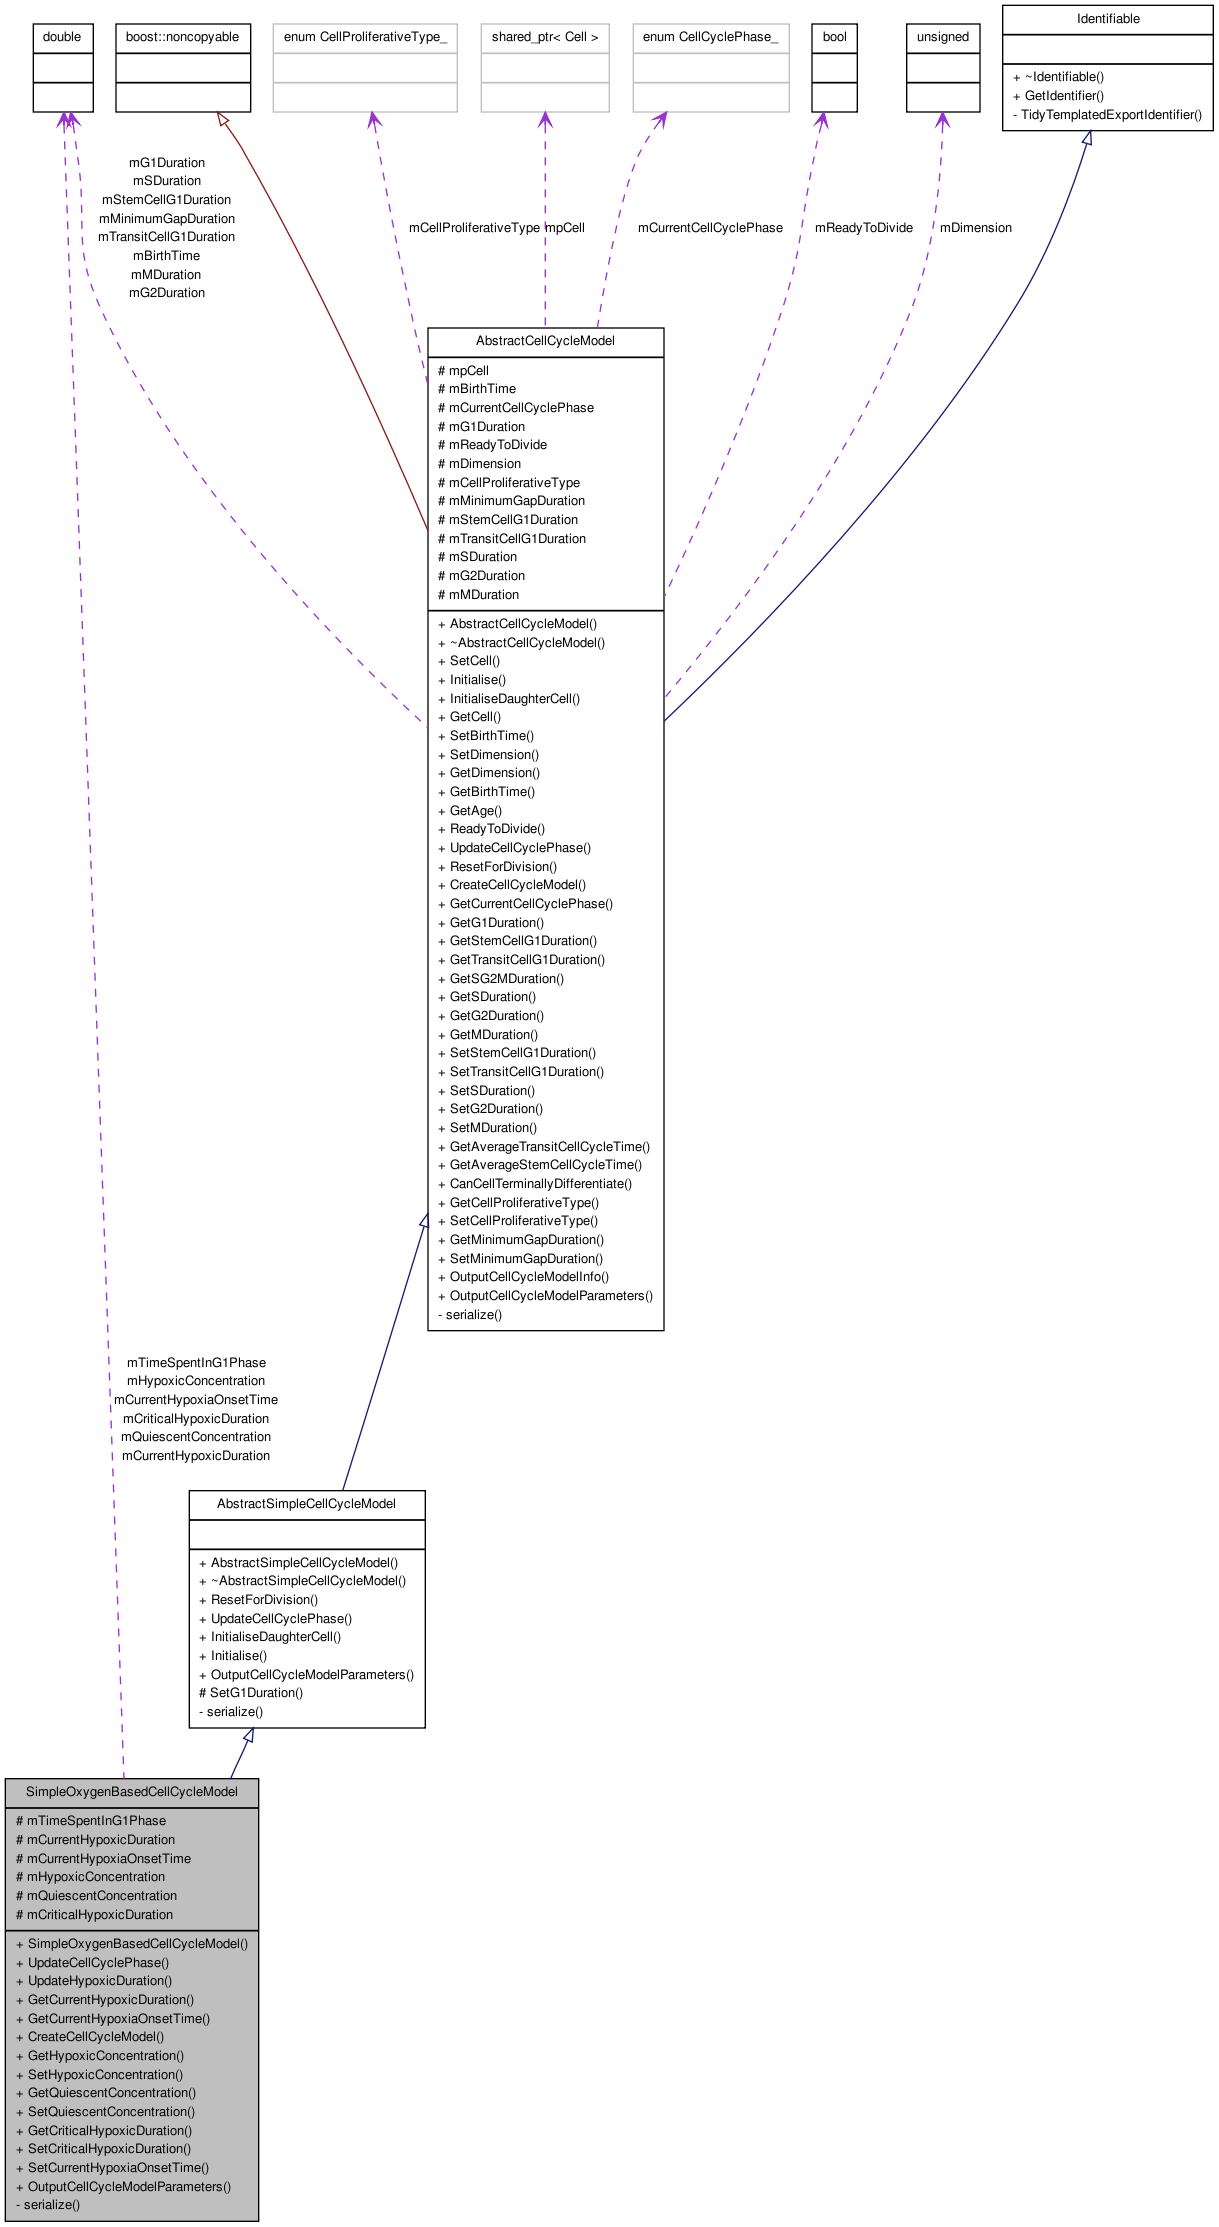 double
boost::noncopyable
enum CellProliferativeType_
shared_ptr< Cell >
enum CellCyclePhase_
bool
unsigned
Identifiable
+ ~Identifiable()
+ GetIdentifier()
- TidyTemplatedExportIdentifier()
mG1Duration
mSDuration
mStemCellG1Duration
mMinimumGapDuration
mTransitCellG1Duration
mBirthTime
mMDuration
mG2Duration
mCellProliferativeType
mpCell
mCurrentCellCyclePhase
mReadyToDivide
mDimension
AbstractCellCycleModel
# mpCell
# mBirthTime
# mCurrentCellCyclePhase
# mG1Duration
# mReadyToDivide
# mDimension
# mCellProliferativeType
# mMinimumGapDuration
# mStemCellG1Duration
# mTransitCellG1Duration
# mSDuration
# mG2Duration
# mMDuration
+ AbstractCellCycleModel()
+ ~AbstractCellCycleModel()
+ SetCell()
+ Initialise()
+ InitialiseDaughterCell()
+ GetCell()
+ SetBirthTime()
+ SetDimension()
+ GetDimension()
+ GetBirthTime()
+ GetAge()
+ ReadyToDivide()
+ UpdateCellCyclePhase()
+ ResetForDivision()
+ CreateCellCycleModel()
+ GetCurrentCellCyclePhase()
+ GetG1Duration()
+ GetStemCellG1Duration()
+ GetTransitCellG1Duration()
+ GetSG2MDuration()
+ GetSDuration()
+ GetG2Duration()
+ GetMDuration()
+ SetStemCellG1Duration()
+ SetTransitCellG1Duration()
+ SetSDuration()
+ SetG2Duration()
+ SetMDuration()
+ GetAverageTransitCellCycleTime()
+ GetAverageStemCellCycleTime()
+ CanCellTerminallyDifferentiate()
+ GetCellProliferativeType()
+ SetCellProliferativeType()
+ GetMinimumGapDuration()
+ SetMinimumGapDuration()
+ OutputCellCycleModelInfo()
+ OutputCellCycleModelParameters()
- serialize()
mTimeSpentInG1Phase
mHypoxicConcentration
mCurrentHypoxiaOnsetTime
mCriticalHypoxicDuration
mQuiescentConcentration
mCurrentHypoxicDuration
AbstractSimpleCellCycleModel
+ AbstractSimpleCellCycleModel()
+ ~AbstractSimpleCellCycleModel()
+ ResetForDivision()
+ UpdateCellCyclePhase()
+ InitialiseDaughterCell()
+ Initialise()
+ OutputCellCycleModelParameters()
# SetG1Duration()
- serialize()
SimpleOxygenBasedCellCycleModel
# mTimeSpentInG1Phase
# mCurrentHypoxicDuration
# mCurrentHypoxiaOnsetTime
# mHypoxicConcentration
# mQuiescentConcentration
# mCriticalHypoxicDuration
+ SimpleOxygenBasedCellCycleModel()
+ UpdateCellCyclePhase()
+ UpdateHypoxicDuration()
+ GetCurrentHypoxicDuration()
+ GetCurrentHypoxiaOnsetTime()
+ CreateCellCycleModel()
+ GetHypoxicConcentration()
+ SetHypoxicConcentration()
+ GetQuiescentConcentration()
+ SetQuiescentConcentration()
+ GetCriticalHypoxicDuration()
+ SetCriticalHypoxicDuration()
+ SetCurrentHypoxiaOnsetTime()
+ OutputCellCycleModelParameters()
- serialize()